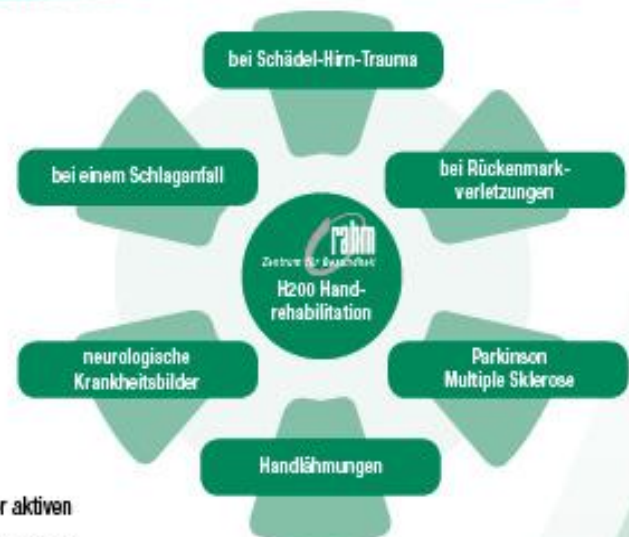 bei Schädel-Hirn-Trauma
bei einem Schlaganfall
bei Rückenmark-
verletzungen
rahm
Zentrum für Gesundheit
H200 Hand-
rehabilitation
neurologische
Krankheitsbilder
Parkinson
Multiple Sklerose
Handlähmungen
r aktiven